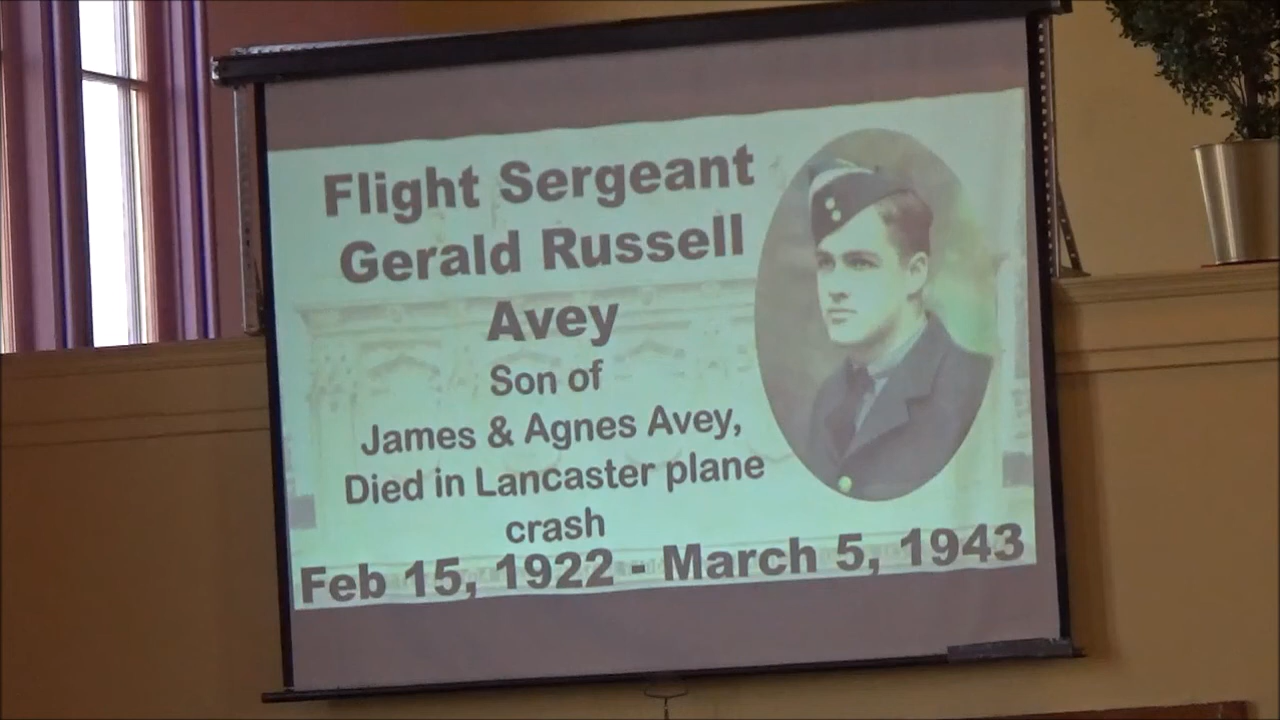 Flight Sergeant
Gerald Russell
Avey
Son of
James & Agnes Avey,
Died in Lancaster plane
crash
Feb 15, 1922 - March 5, 1943